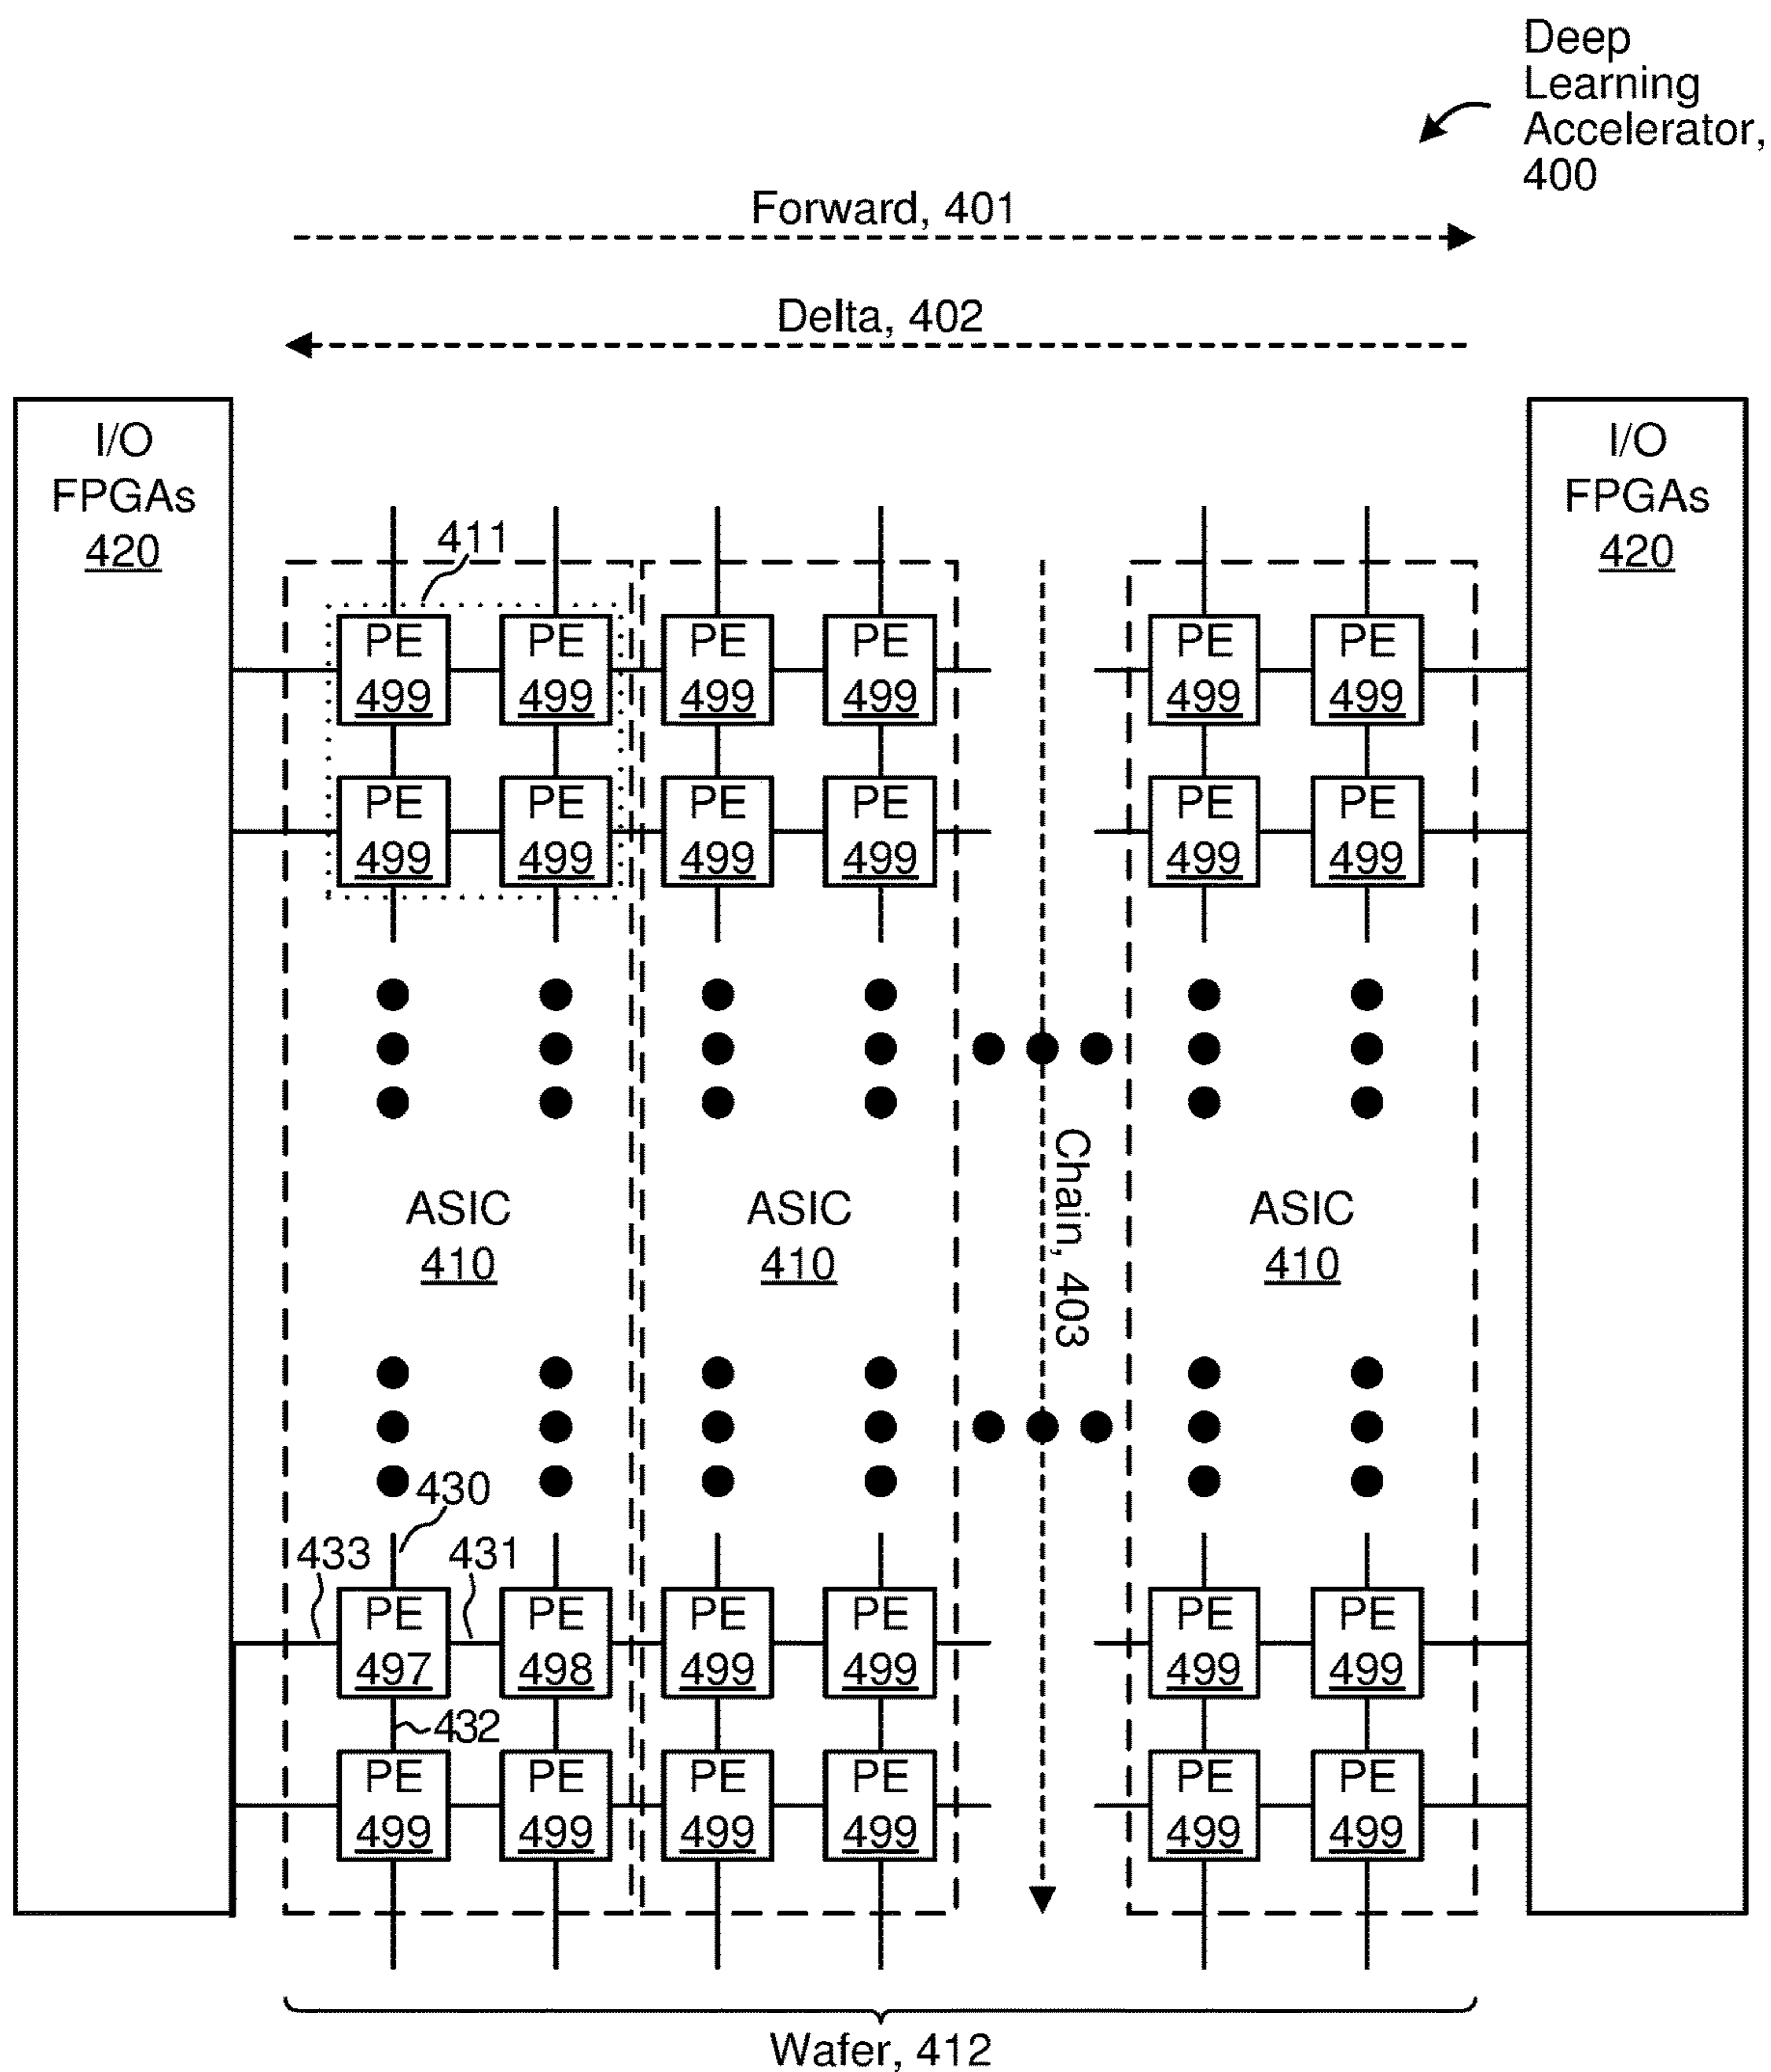 Deep
Learning
Accelerator,
400
Forward, 401
Delta, 402
I/O
FPGAs
420
I/O
FPGAs
420
411
PE PE PE PE PE PE
499 499 499 499 499 499
PE PE PE PE PE PE
499 499 499 499 499 499
Chain, 403
ASIC ASIC ASIC
410 410 410
430
433 431
PE PE PE PE PE PE
497 498 499 499 499 499
432
PE PE PE PE PE PE
499 499 499 499 499 499
Wafer, 412